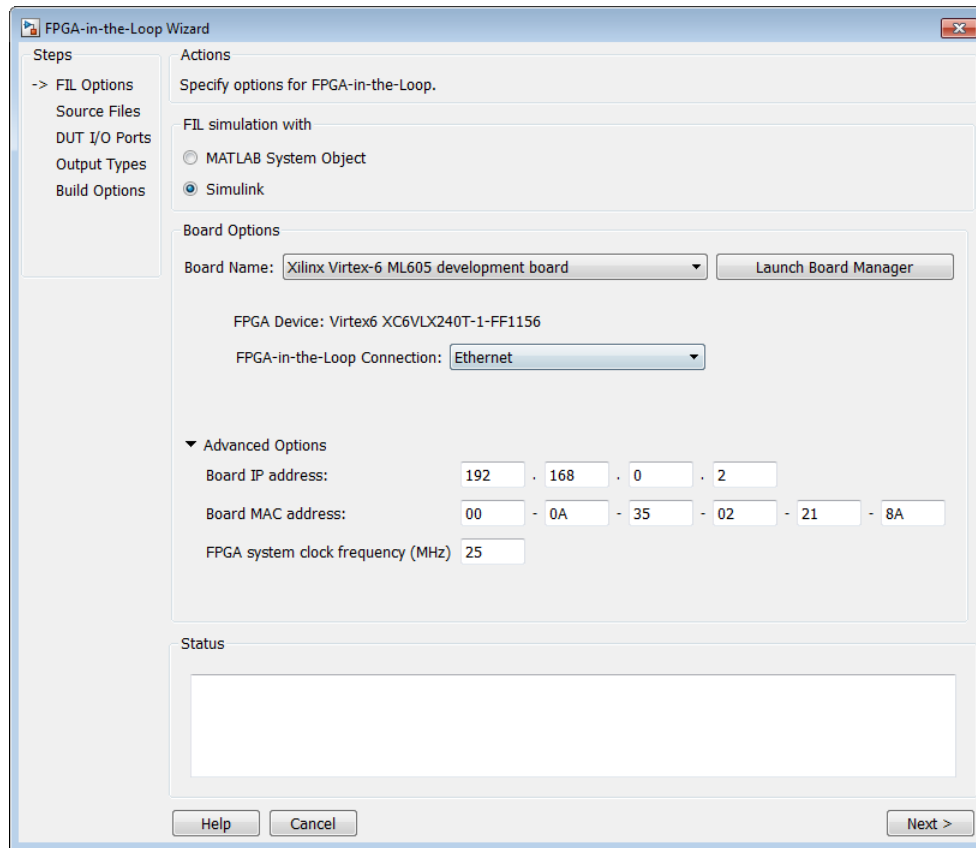 FPGA-in-the-Loop Wizard
Steps
-> FIL Options
Source Files
DUT I/O Ports
Output Types
Build Options
Actions
Specify options for FPGA-in-the-Loop.
FIL simulation with
MATLAB System Object
Simulink
Board Options
Board Name: Xilinx Virtex-6 ML605 development board Launch Board Manager
FPGA Device: Virtex6 XC6VLX240T-1-FF1156
FPGA-in-the-Loop Connection: Ethernet
Advanced Options
Board IP address: 192 . 168 . 0 . 2
Board MAC address: 00 - 0A - 35 - 02 - 21 - 8A
FPGA system clock frequency (MHz) 25
Status
Help Cancel Next >